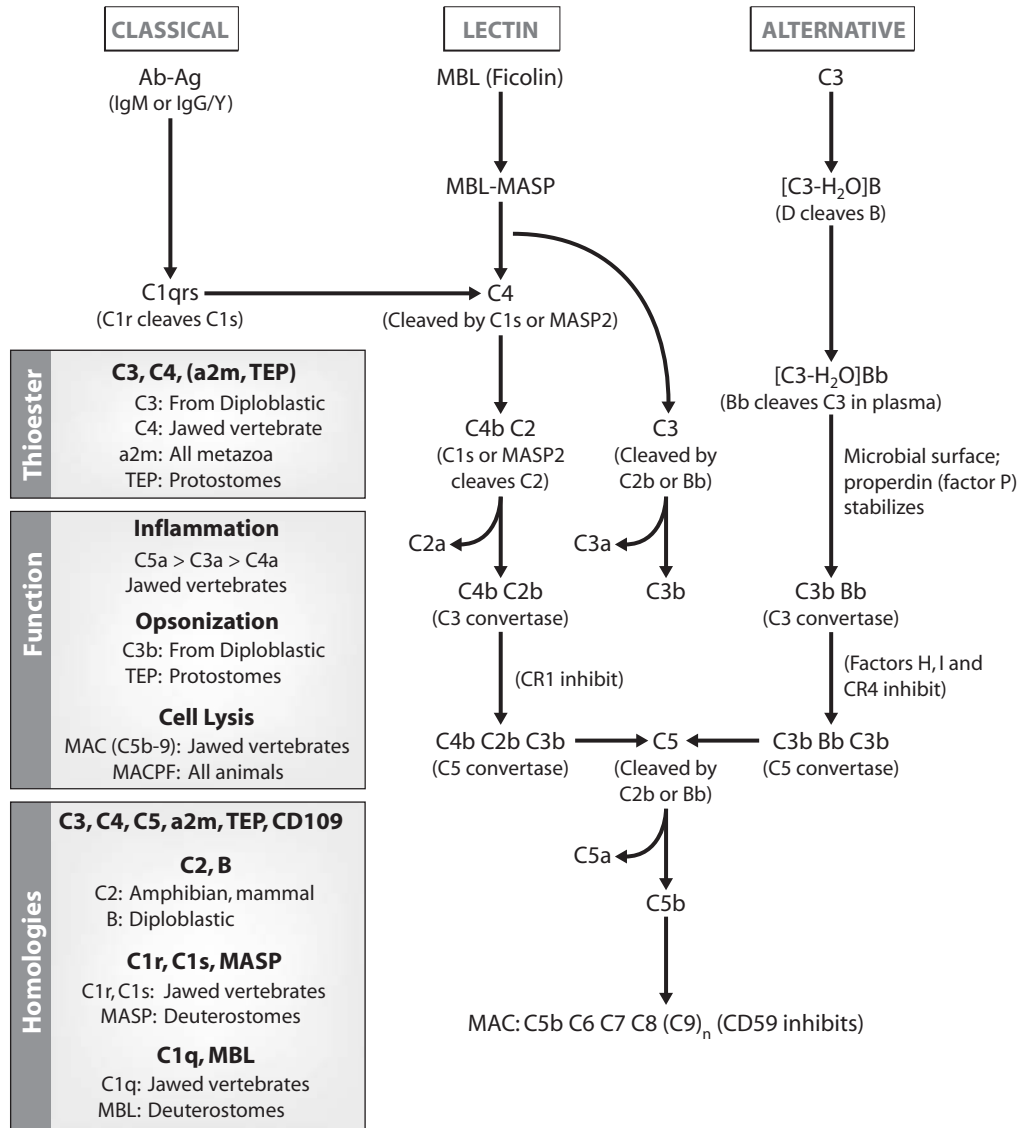 CLASSICAL
Ab-Ag
(IgM or IgG/Y)
C1qrs
(C1r cleaves C1s)
LECTIN
MBL (Ficolin)
MBL-MASP
C4
(Cleaved by C1s or MASP2)
C4b C2
(C1s or MASP2
cleaves C2)
C2a
C4b C2b
(C3 convertase)
(CR1 inhibit)
C4b C2b C3b
(C5 convertase)
C3
(Cleaved by
C2b or Bb)
C3a
C3b
ALTERNATIVE
C3
[C3-H₂O]B
(D cleaves B)
[C3-H₂O]Bb
(Bb cleaves C3 in plasma)
Microbial surface;
properdin (factor P)
stabilizes
C3b Bb
(C3 convertase)
(Factors H, I and
CR4 inhibit)
C3b Bb C3b
(C5 convertase)
C5
(Cleaved by
C2b or Bb)
C5a
C5b
MAC: C5b C6 C7 C8 (C9)ₙ (CD59 inhibits)
Thioester
C3, C4, (a2m, TEP)
C3: From Diploblastic
C4: Jawed vertebrate
a2m: All metazoa
TEP: Protostomes
Function
Inflammation
C5a > C3a > C4a
Jawed vertebrates
Opsonization
C3b: From Diploblastic
TEP: Protostomes
Cell Lysis
MAC (C5b-9): Jawed vertebrates
MACPF: All animals
Homologies
C3, C4, C5, a2m, TEP, CD109
C2, B
C2: Amphibian, mammal
B: Diploblastic
C1r, C1s, MASP
C1r, C1s: Jawed vertebrates
MASP: Deuterostomes
C1q, MBL
C1q: Jawed vertebrates
MBL: Deuterostomes